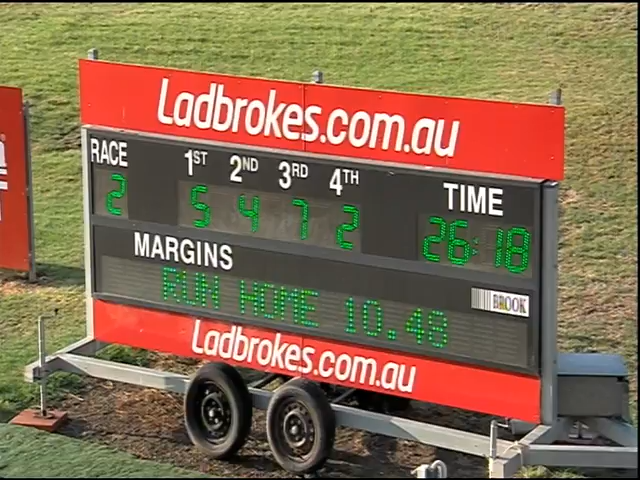 Ladbrokes.com.au
RACE 1ST 2ND 3RD 4TH TIME
2 5 4 7 2 26:18
MARGINS
BROOK
RUN HOME 10.48
Ladbrokes.com.au